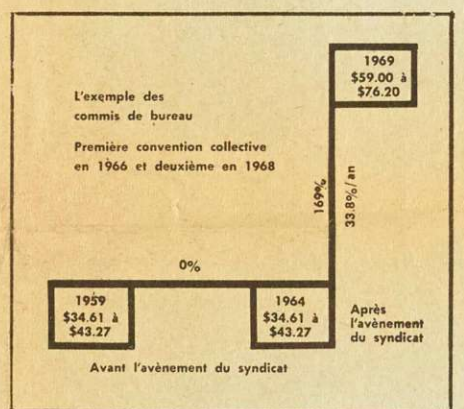 L'exemple des
commis de bureau
Première convention collective
en 1966 et deuxième en 1968
1969
$59.00 à
$76.20
169%
33.8%/an
0%
1959
$34.61 à
$43.27
1964
$34.61 à
$43.27
Après
l'avènement
du syndicat
Avant l'avènement du syndicat